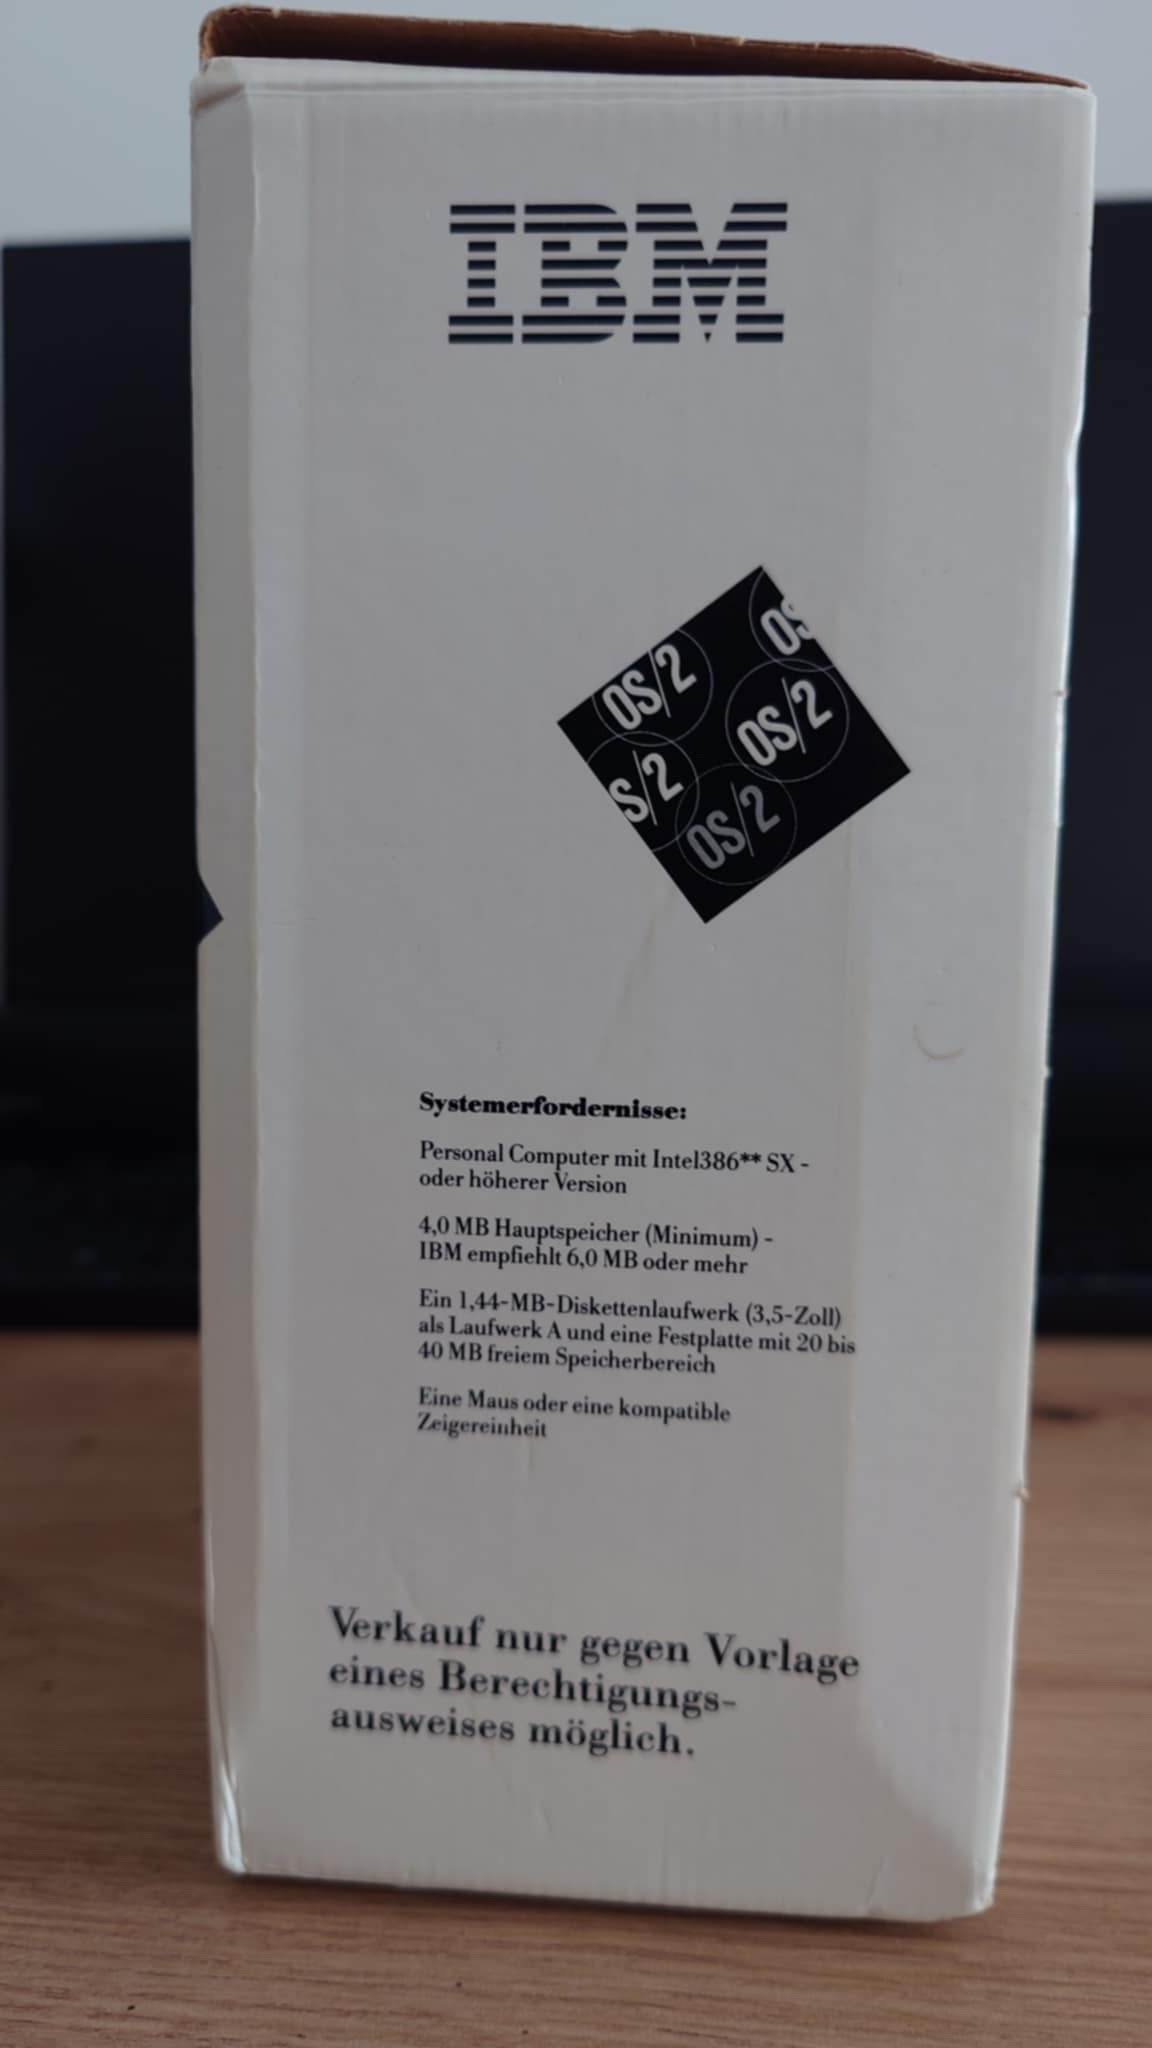 IBM
OS
OS/2
OS/2
S/2
OS/2
Systemerfordernisse:
Personal Computer mit Intel386** SX -
oder höherer Version
4,0 MB Hauptspeicher (Minimum) -
IBM empfiehlt 6,0 MB oder mehr
Ein 1,44-MB-Diskettenlaufwerk (3,5-Zoll)
als Laufwerk A und eine Festplatte mit 20 bis
40 MB freiem Speicherbereich
Eine Maus oder eine kompatible
Zeigereinheit
Verkauf nur gegen Vorlage
eines Berechtigungs-
ausweises möglich.